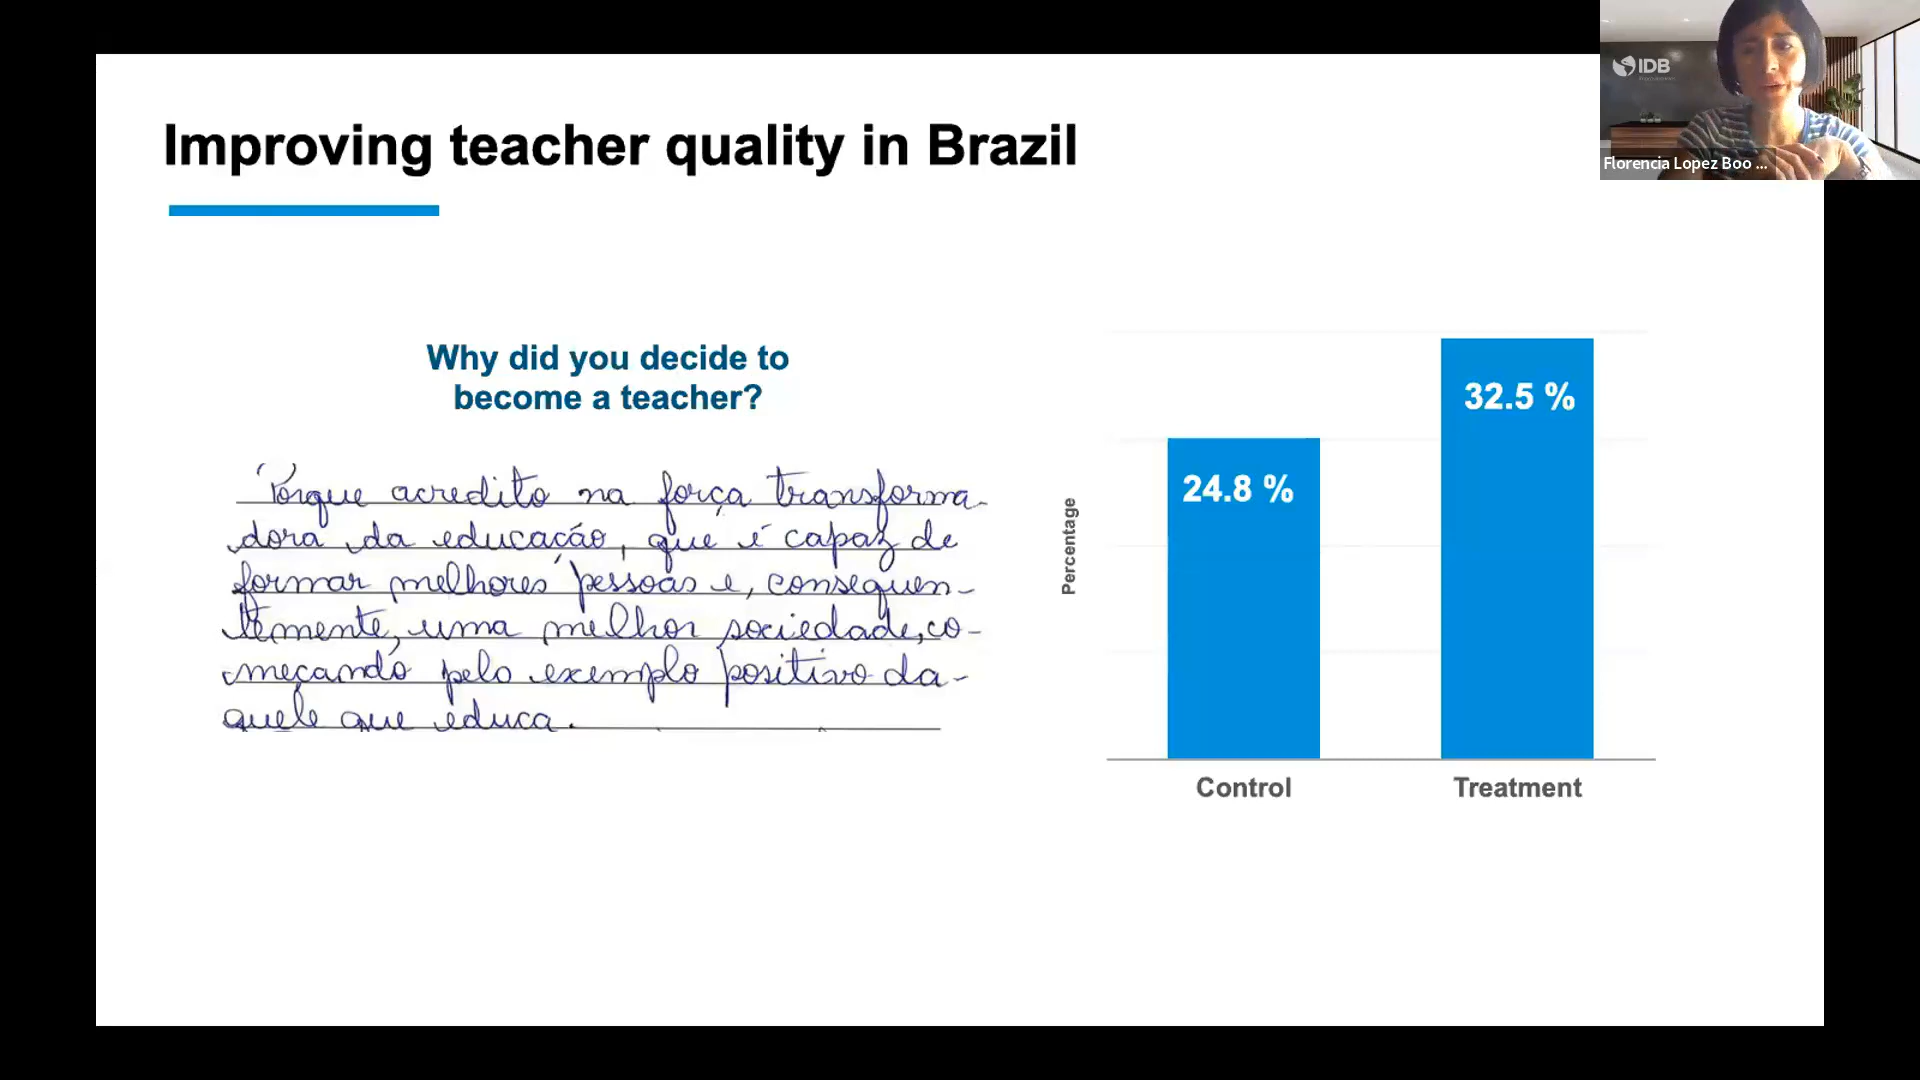 IDB
Florencia Lopez Boo ...
Improving teacher quality in Brazil
Why did you decide to
become a teacher?
Porque acredito na força transforma-
dora da educação, que é capaz de
formar melhores pessoas e, consequen-
temente, uma melhor sociedade, co-
meçando pelo exemplo positivo da-
quele que educa.
Percentage
24.8 %
32.5 %
Control
Treatment